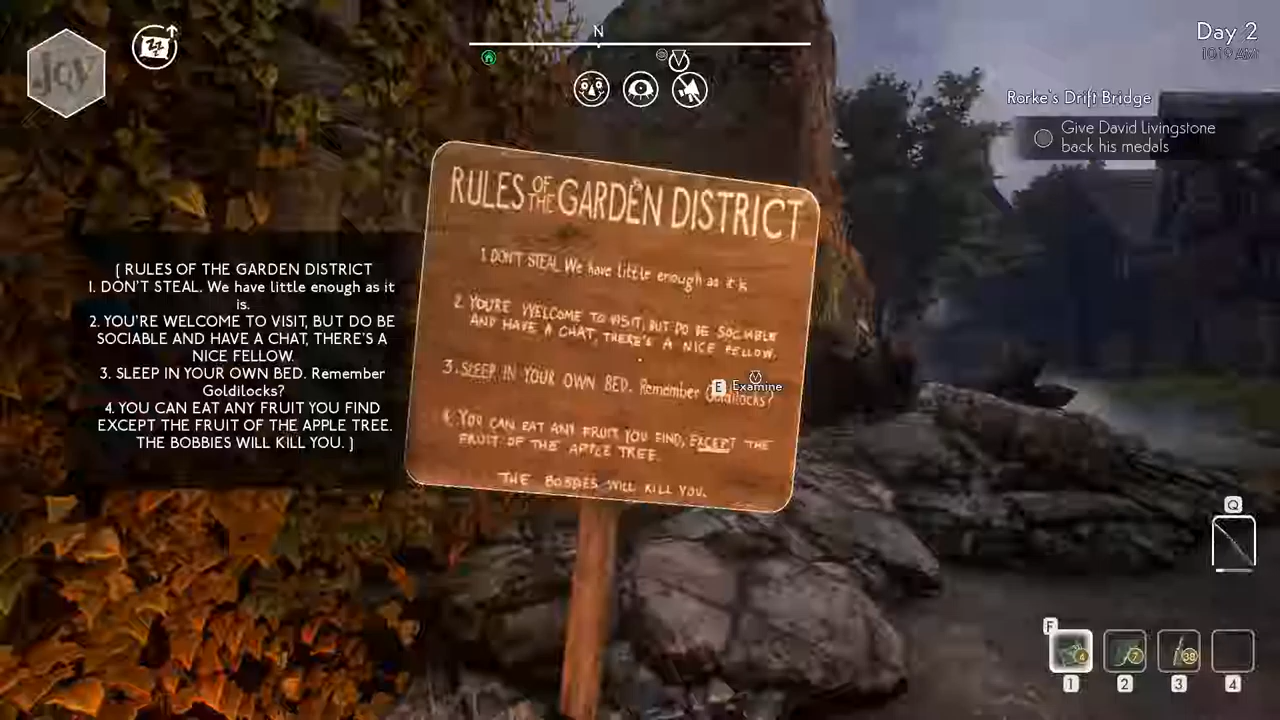 Joy
N
Day 2
10:19 AM
Rorke's Drift Bridge
Give David Livingstone
back his medals
RULES OF THE GARDEN DISTRICT
1. DON'T STEAL. We have little enough as it is.
2. YOU'RE WELCOME TO VISIT, BUT DO BE SOCIABLE
AND HAVE A CHAT, THERE'S A NICE FELLOW.
3. SLEEP IN YOUR OWN BED. Remember Goldilocks?
4. YOU CAN EAT ANY FRUIT YOU FIND, EXCEPT THE
FRUIT OF THE APPLE TREE.
THE BOBBIES WILL KILL YOU.
E Examine
[ RULES OF THE GARDEN DISTRICT
1. DON'T STEAL. We have little enough as it
is.
2. YOU'RE WELCOME TO VISIT, BUT DO BE
SOCIABLE AND HAVE A CHAT, THERE'S A
NICE FELLOW.
3. SLEEP IN YOUR OWN BED. Remember
Goldilocks?
4. YOU CAN EAT ANY FRUIT YOU FIND
EXCEPT THE FRUIT OF THE APPLE TREE.
THE BOBBIES WILL KILL YOU. ]
Q
F
4
7
38
1
2
3
4